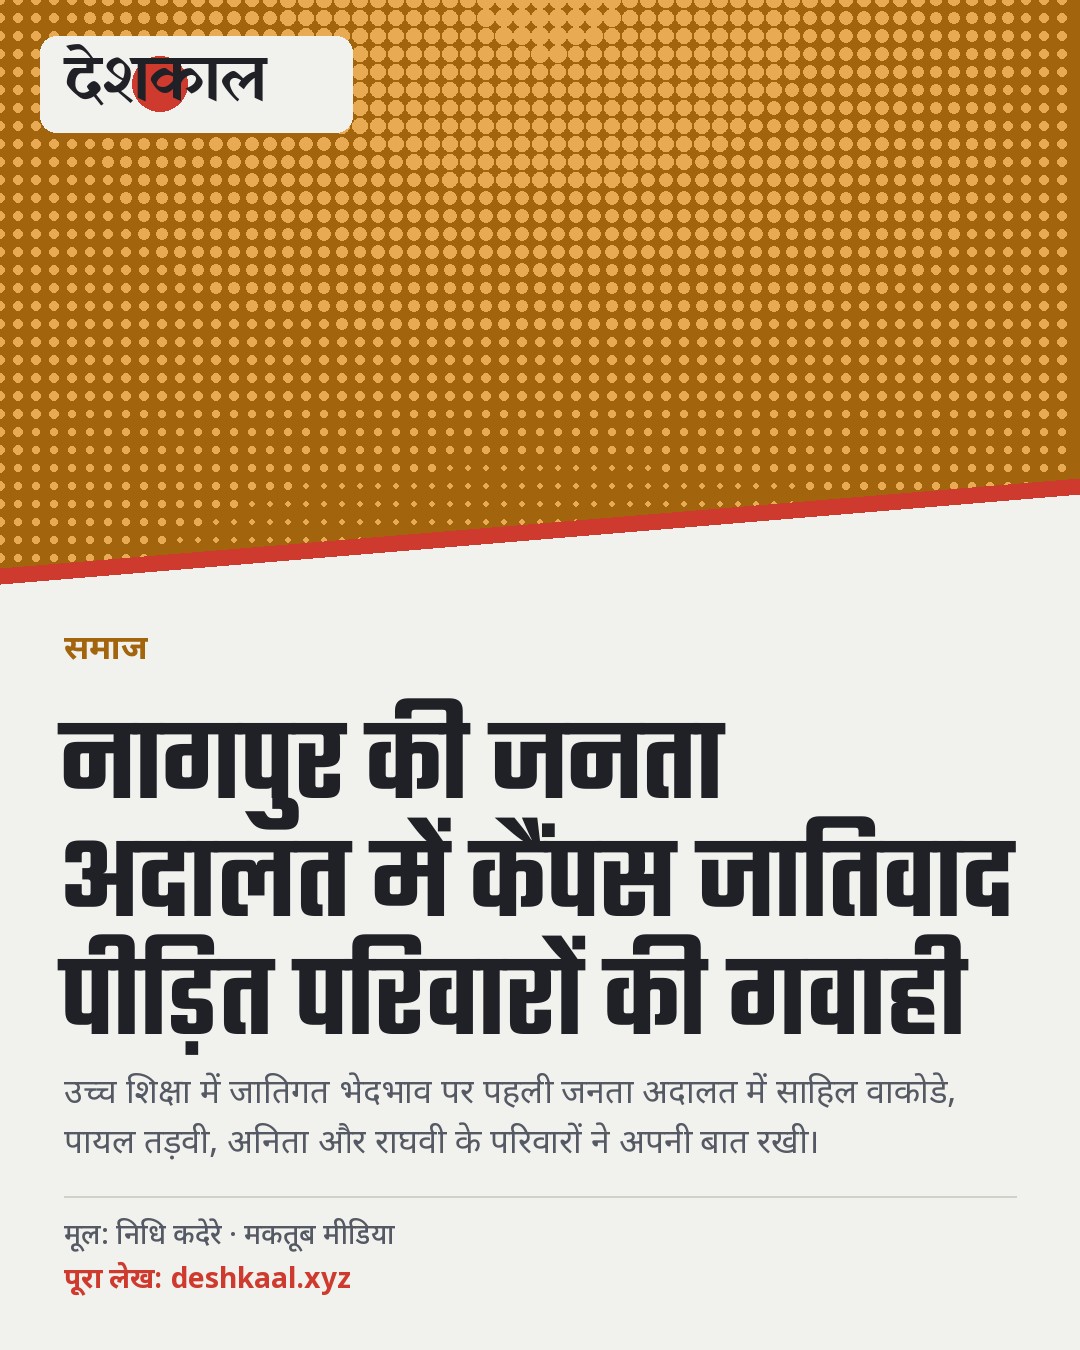 देशकाल
समाज
नागपुर की जनता
अदालत में कैंपस जातिवाद
पीड़ित परिवारों की गवाही
उच्च शिक्षा में जातिगत भेदभाव पर पहली जनता अदालत में साहिल वाकोडे,
पायल तड़वी, अनिता और राघवी के परिवारों ने अपनी बात रखी।
मूल: निधि कदेरे · मकतूब मीडिया
पूरा लेख: deshkaal.xyz